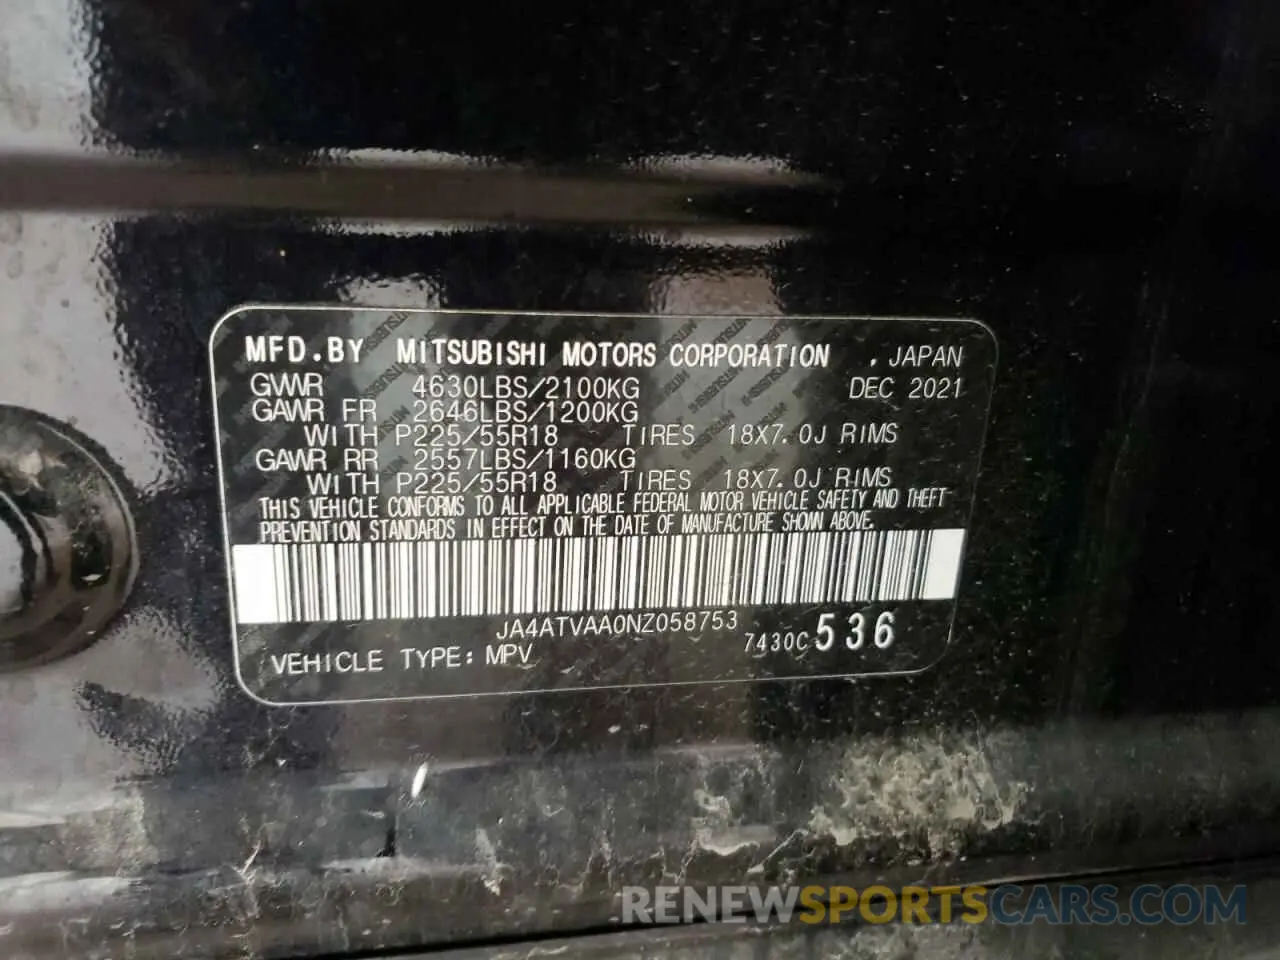 MFD.BY MITSUBISHI MOTORS CORPORATION , JAPAN
GVWR 4630LBS/2100KG DEC 2021
GAWR FR 2646LBS/1200KG
WITH P225/55R18 TIRES 18X7.0J RIMS
GAWR RR 2557LBS/1160KG
WITH P225/55R18 TIRES 18X7.0J RIMS
THIS VEHICLE CONFORMS TO ALL APPLICABLE FEDERAL MOTOR VEHICLE SAFETY AND THEFT
PREVENTION STANDARDS IN EFFECT ON THE DATE OF MANUFACTURE SHOWN ABOVE.
JA4ATVAA0NZ058753
7430C 536
VEHICLE TYPE: MPV
RENEWSPORTSCARS.COM